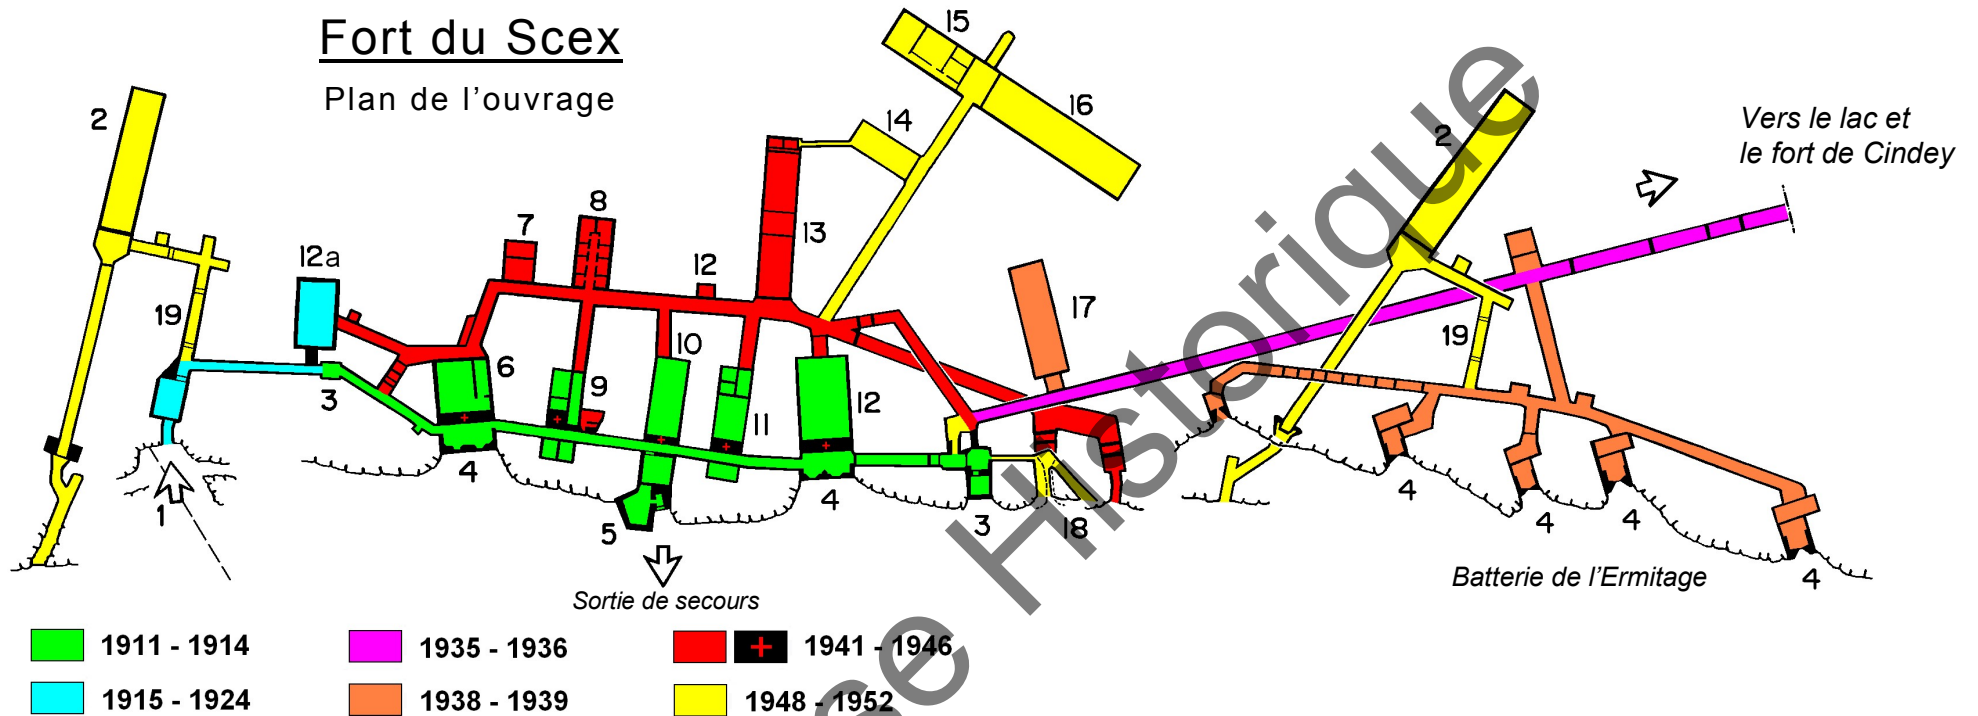 Fort du Scex
Plan de l'ouvrage
15
2
16
2
14
Vers le lac et
le fort de Cindey
8
7
13
12a
12
17
19
19
10
6
9
3
11
12
4
4
4
3
18
4
4
1
5
4
Sortie de secours
Batterie de l'Ermitage
1911 - 1914
1935 - 1936
+ 1941 - 1946
1915 - 1924
1938 - 1939
1948 - 1952
se Historique